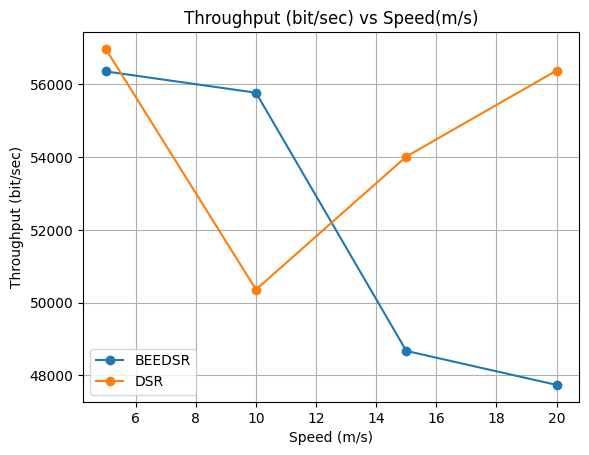 Throughput (bit/sec) vs Speed(m/s)
Throughput (bit/sec)
56000
54000
52000
50000
48000
BEEDSR
DSR
6 8 10 12 14 16 18 20
Speed (m/s)